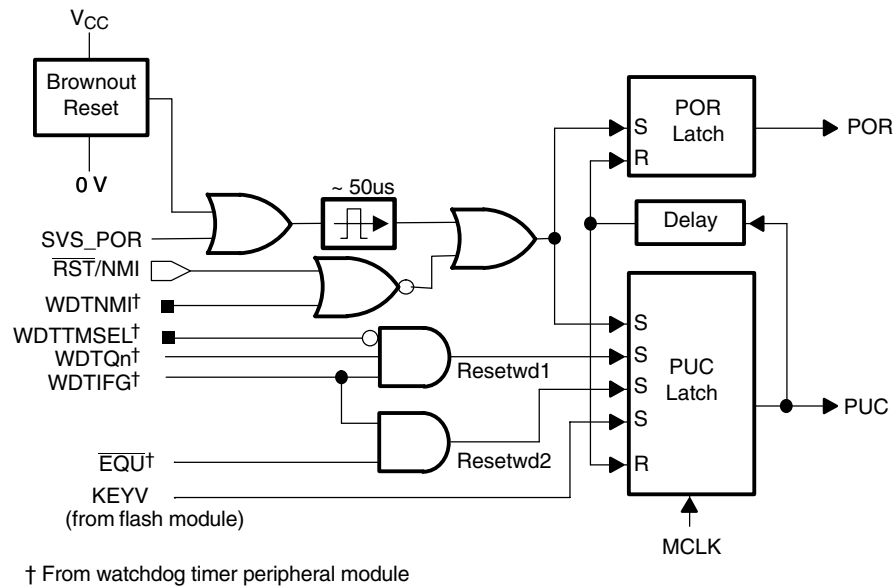 VCC
Brownout
Reset
0 V
~ 50us
SVS_POR
RST/NMI
WDTNMI†
WDTTMSEL†
WDTQn†
WDTIFG†
EQU†
KEYV
(from flash module)
Resetwd1
Resetwd2
S
R
POR
Latch
POR
Delay
S
S
S
S
R
PUC
Latch
PUC
MCLK
† From watchdog timer peripheral module